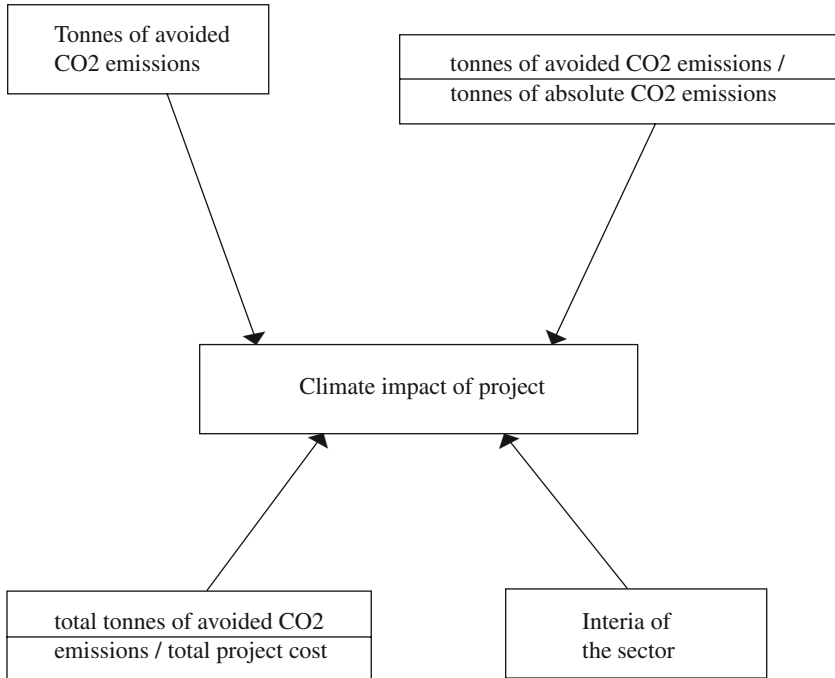 Tonnes of avoided
CO2 emissions
tonnes of avoided CO2 emissions /
tonnes of absolute CO2 emissions
Climate impact of project
total tonnes of avoided CO2
emissions / total project cost
Interia of
the sector